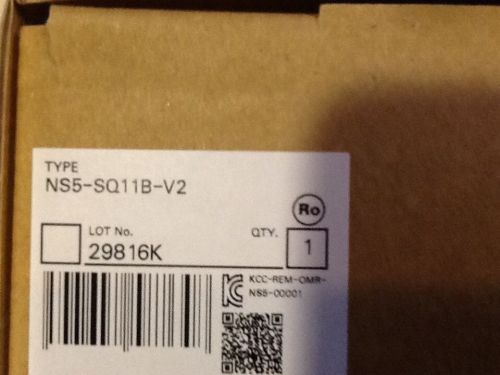 TYPE
NS5-SQ11B-V2
Ro
LOT No.
29816K
QTY.
1
KCC-REM-OMR-
NS5-00001